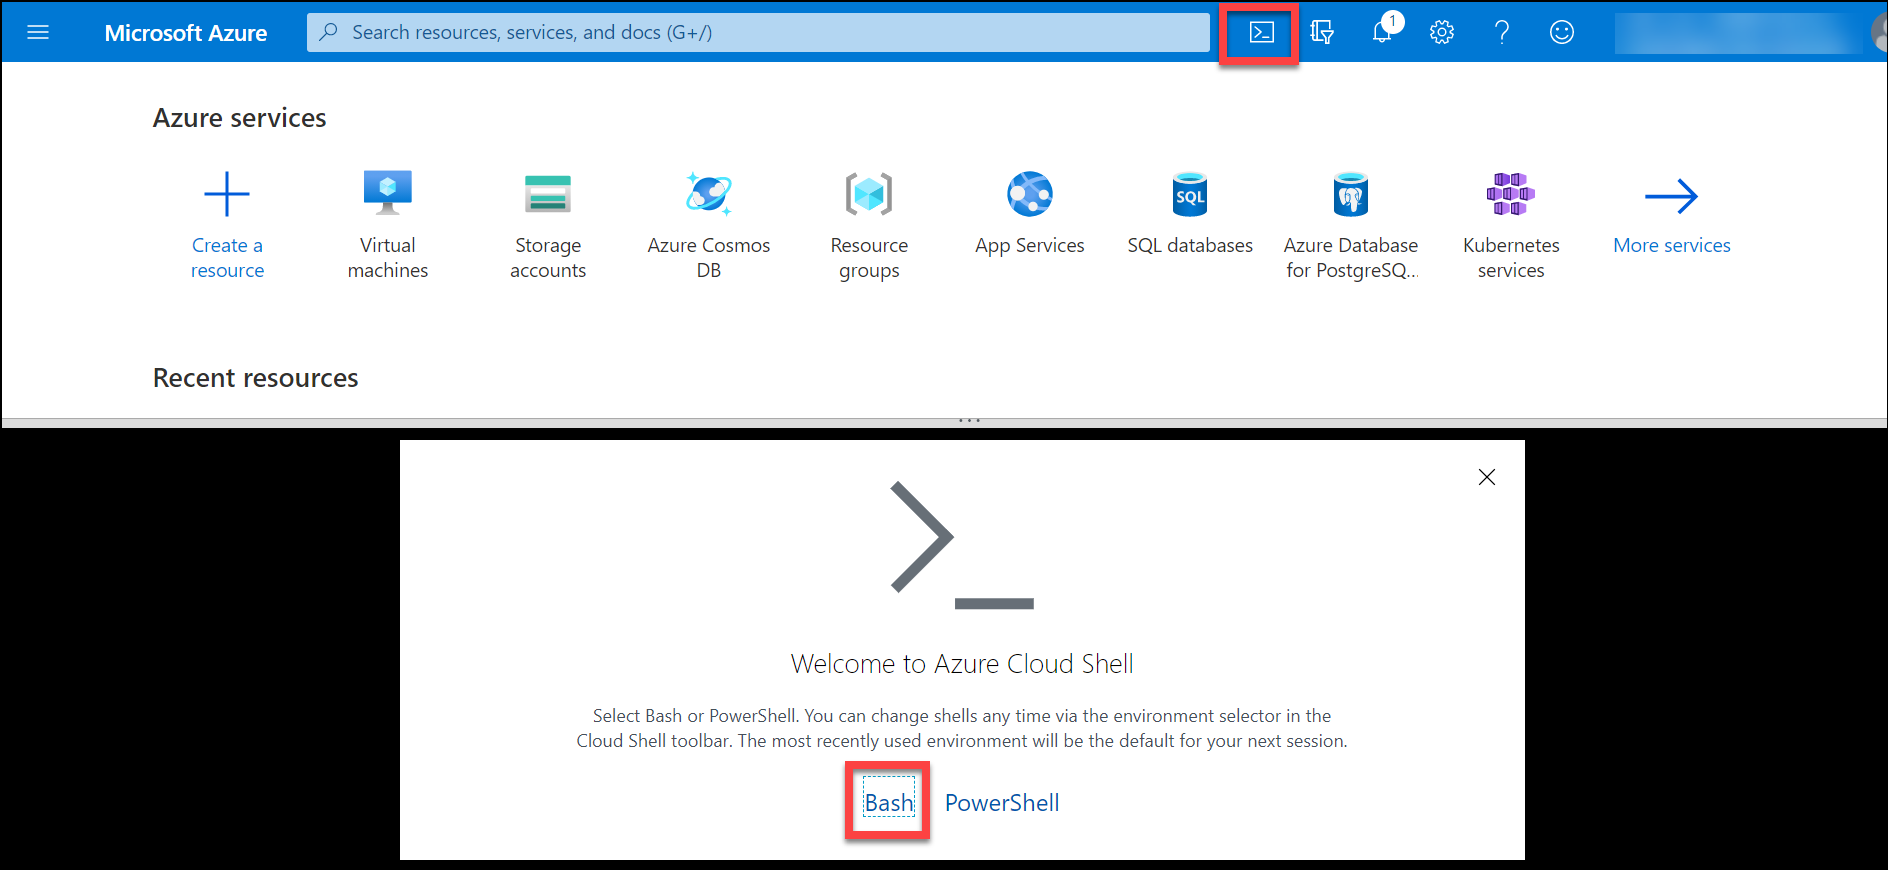 Microsoft Azure
Search resources, services, and docs (G+/)
1
Azure services
Create a
resource
Virtual
machines
Storage
accounts
Azure Cosmos
DB
Resource
groups
App Services
SQL
SQL databases
Azure Database
for PostgreSQ...
Kubernetes
services
More services
Recent resources
Welcome to Azure Cloud Shell
Select Bash or PowerShell. You can change shells any time via the environment selector in the
Cloud Shell toolbar. The most recently used environment will be the default for your next session.
Bash PowerShell